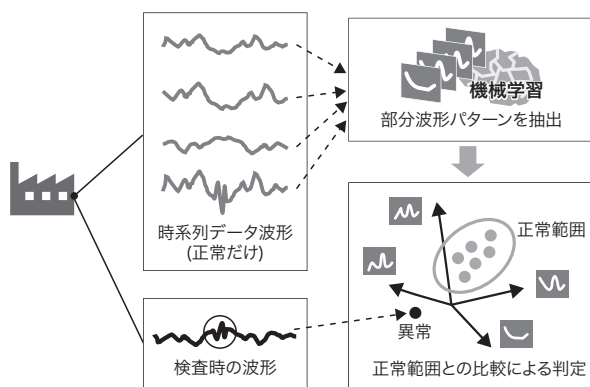 時系列データ波形
(正常だけ)
機械学習
部分波形パターンを抽出
正常範囲
異常
検査時の波形
正常範囲との比較による判定